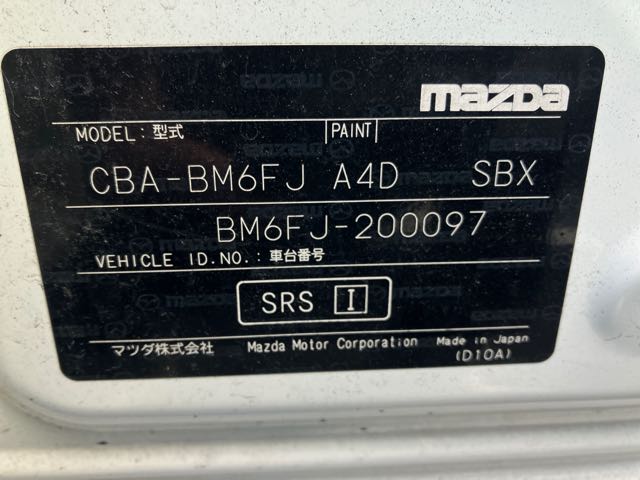 mazda
MODEL: 型式 PAINT
CBA-BM6FJ A4D SBX
BM6FJ-200097
VEHICLE ID.NO.: 車台番号
SRS I
マツダ株式会社 Mazda Motor Corporation Made in Japan
(D10A)